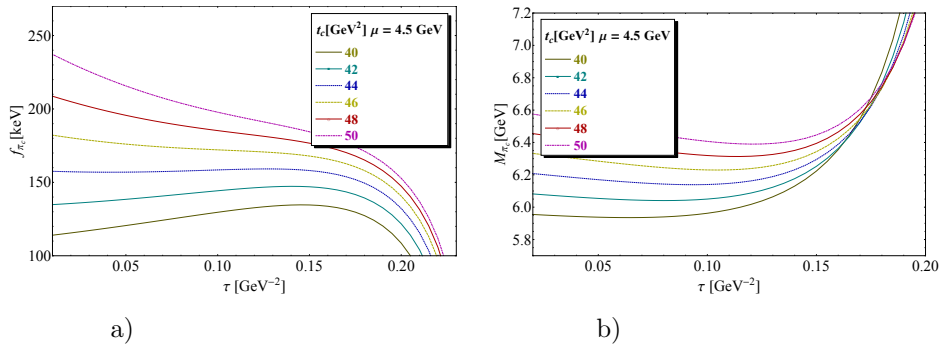 t_c[GeV²] μ = 4.5 GeV
40
42
44
46
48
50
250
200
150
100
f_{π_c}[keV]
0.05 0.10 0.15 0.20
τ [GeV⁻²]
a)
t_c[GeV²] μ = 4.5 GeV
40
42
44
46
48
50
7.2
7.0
6.8
6.6
6.4
6.2
6.0
5.8
M_{π_c}[GeV]
0.05 0.10 0.15 0.20
τ [GeV⁻²]
b)